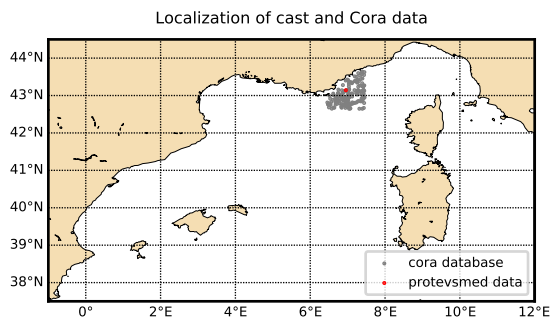 Localization of cast and Cora data
44°N
43°N
42°N
41°N
40°N
39°N
38°N
cora database
protevsmed data
0°
2°E
4°E
6°E
8°E
10°E
12°E